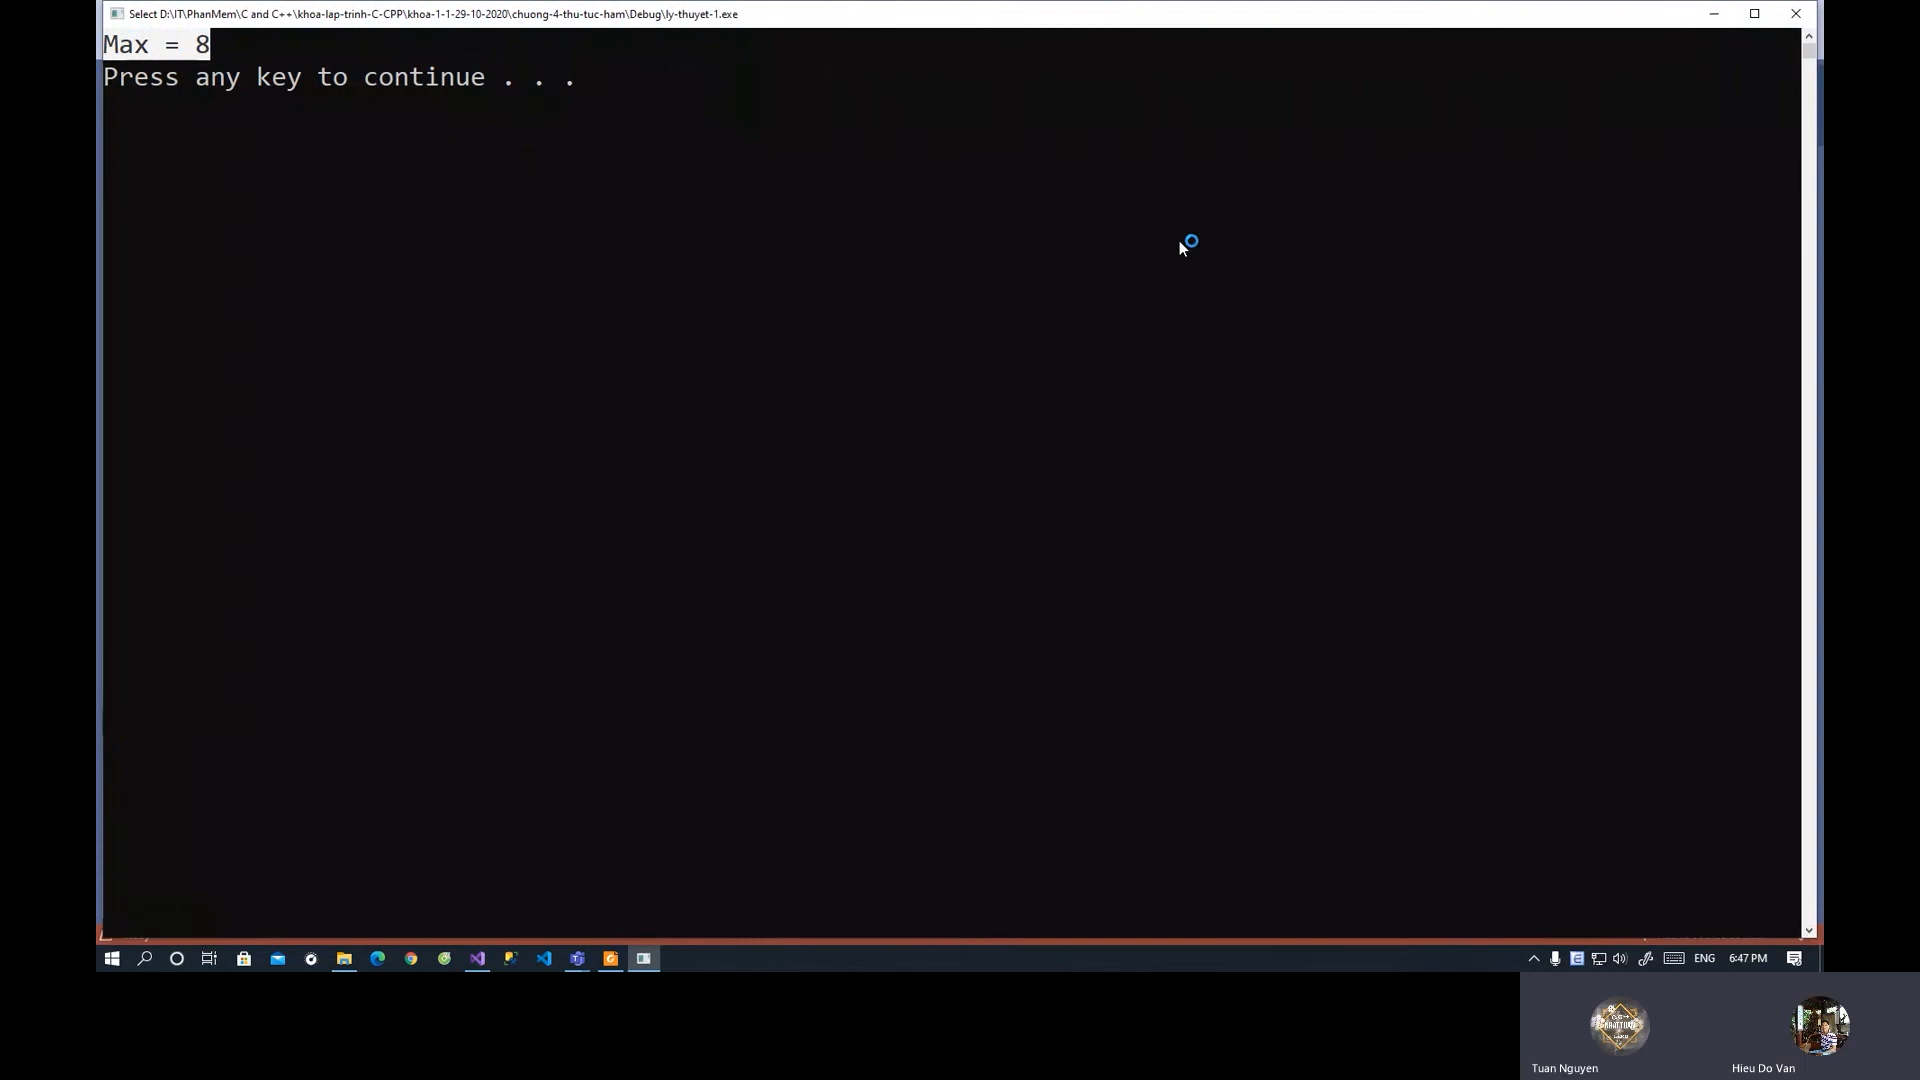 Select D:\IT\PhanMem\C and C++\khoa-lap-trinh-C-CPP\khoa-1-1-29-10-2020\chuong-4-thu-tuc-ham\Debug\ly-thuyet-1.exe
Max = 8
Press any key to continue . . .
ENG
6:47 PM
Tuan Nguyen
Hieu Do Van